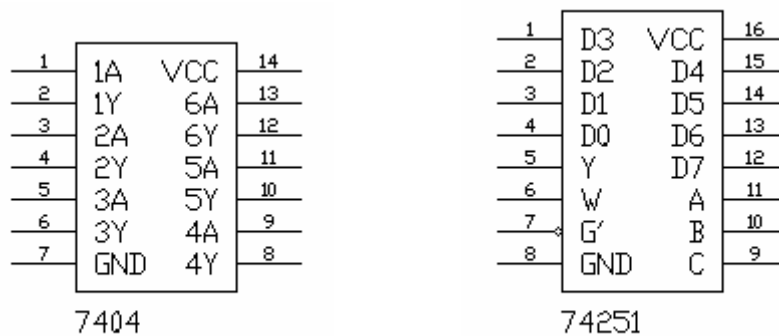 1 1A VCC 14
2 1Y 6A 13
3 2A 6Y 12
4 2Y 5A 11
5 3A 5Y 10
6 3Y 4A 9
7 GND 4Y 8
7404
1 D3 VCC 16
2 D2 D4 15
3 D1 D5 14
4 D0 D6 13
5 Y D7 12
6 W A 11
7 G' B 10
8 GND C 9
74251